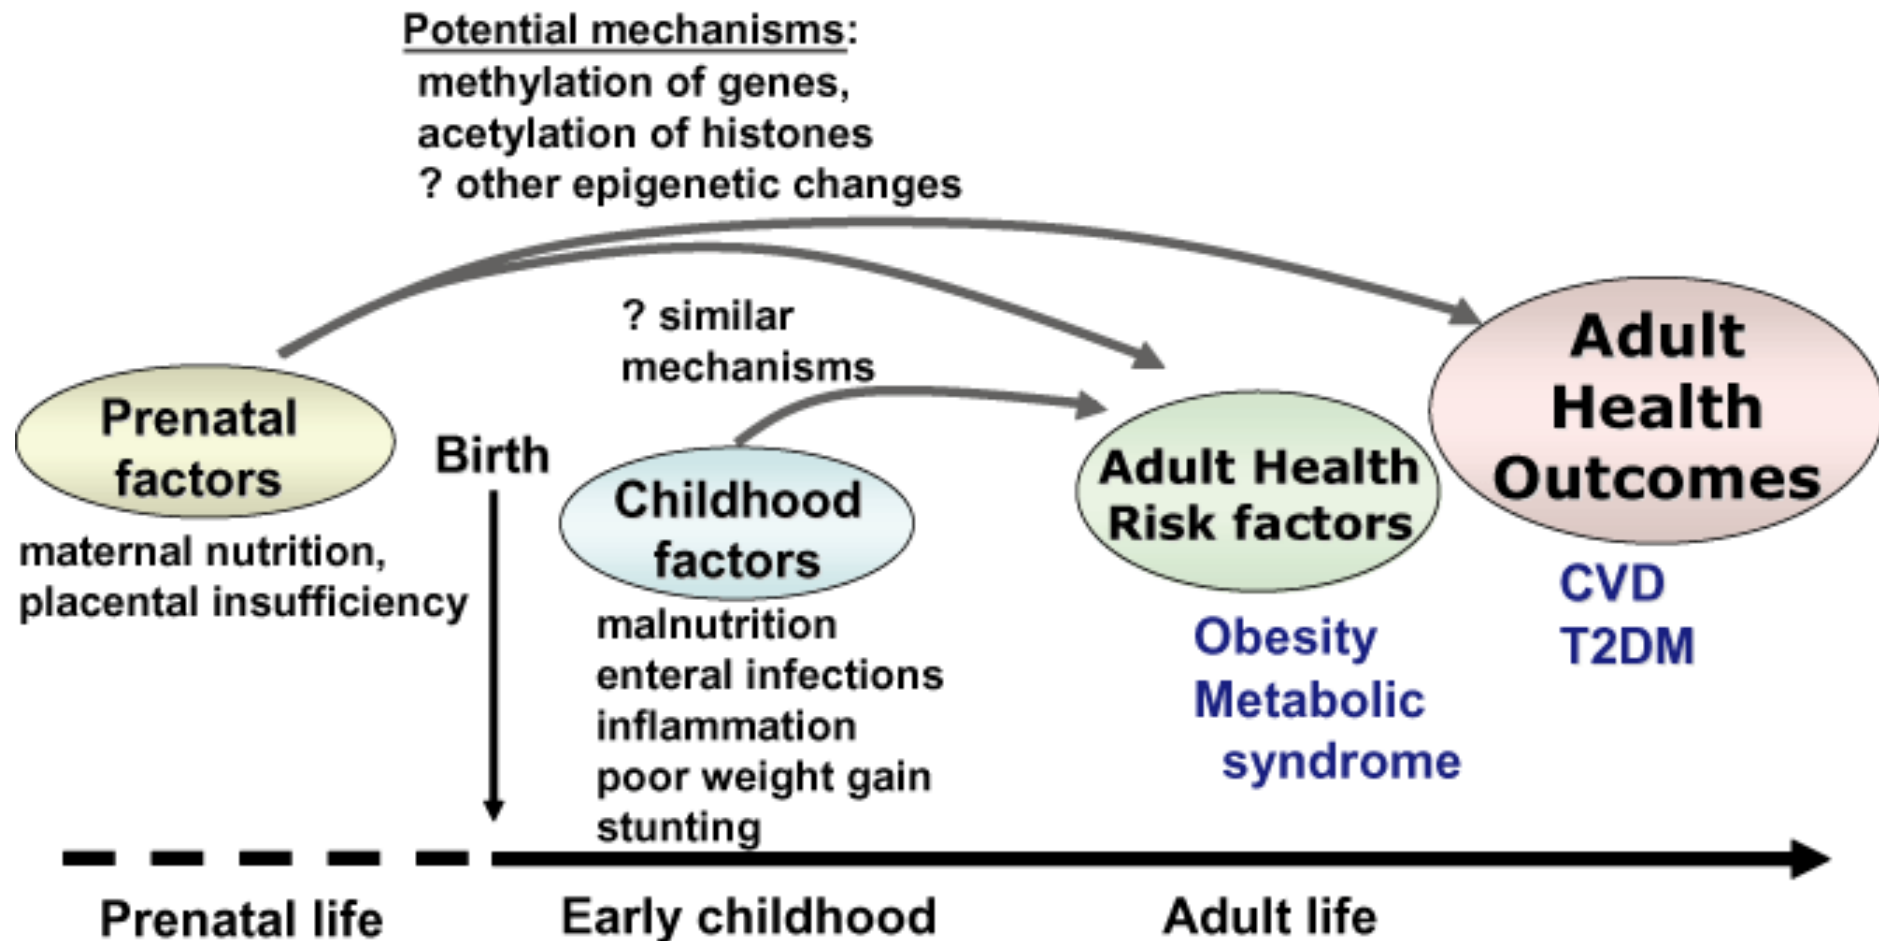 Potential mechanisms:
methylation of genes,
acetylation of histones
? other epigenetic changes
? similar
mechanisms
Prenatal
factors
maternal nutrition,
placental insufficiency
Birth
Childhood
factors
malnutrition
enteral infections
inflammation
poor weight gain
stunting
Adult Health
Risk factors
Obesity
Metabolic
syndrome
Adult
Health
Outcomes
CVD
T2DM
Prenatal life
Early childhood
Adult life